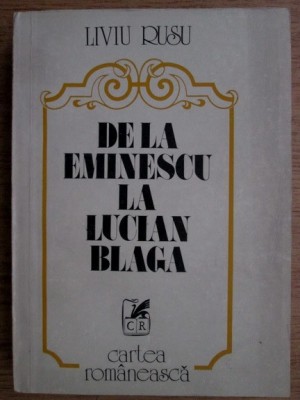 LIVIU RUSU
DE LA
EMINESCU
LA
LUCIAN
BLAGA
CR
cartea
românească